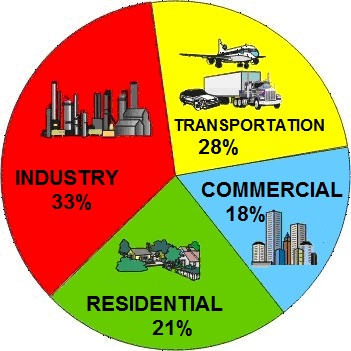 TRANSPORTATION
28%
INDUSTRY
33%
COMMERCIAL
18%
RESIDENTIAL
21%